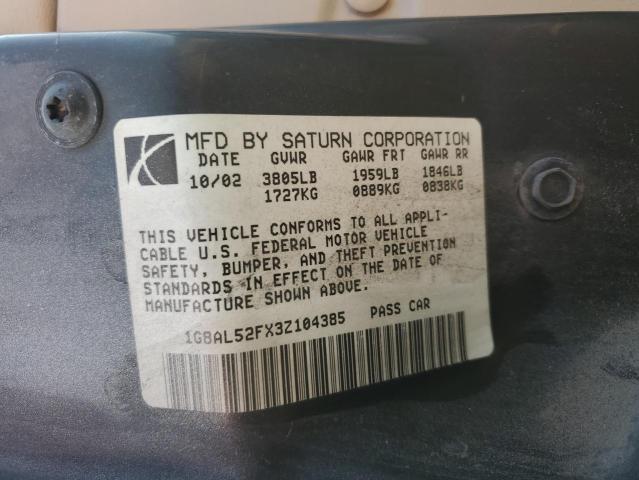 MFD BY SATURN CORPORATION
DATE GVWR GAWR FRT GAWR RR
10/02 3805LB 1959LB 1846LB
1727KG 0889KG 0838KG
THIS VEHICLE CONFORMS TO ALL APPLI-
CABLE U.S. FEDERAL MOTOR VEHICLE
SAFETY, BUMPER, AND THEFT PREVENTION
STANDARDS IN EFFECT ON THE DATE OF
MANUFACTURE SHOWN ABOVE.
1G8AL52FX3Z104385 PASS CAR